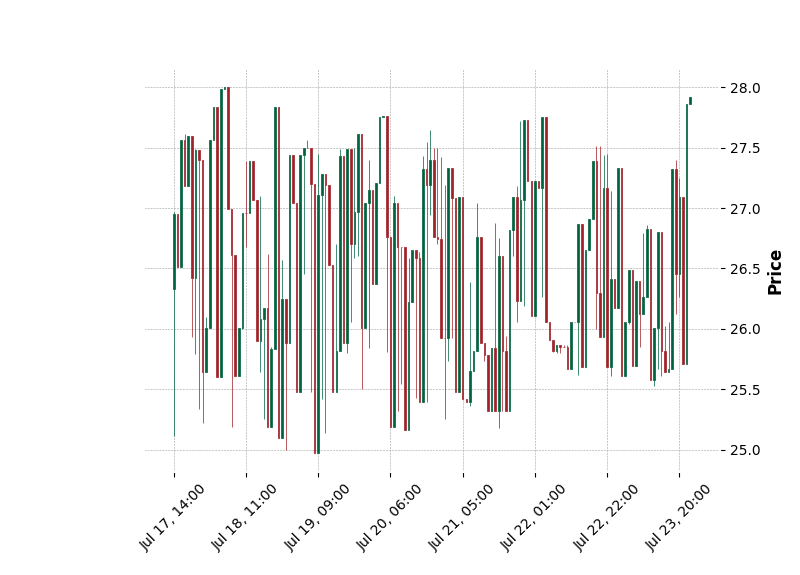 28.0
27.5
27.0
26.5
26.0
25.5
25.0
Price
Jul 17, 14:00
Jul 18, 11:00
Jul 19, 09:00
Jul 20, 06:00
Jul 21, 05:00
Jul 22, 01:00
Jul 22, 22:00
Jul 23, 20:00